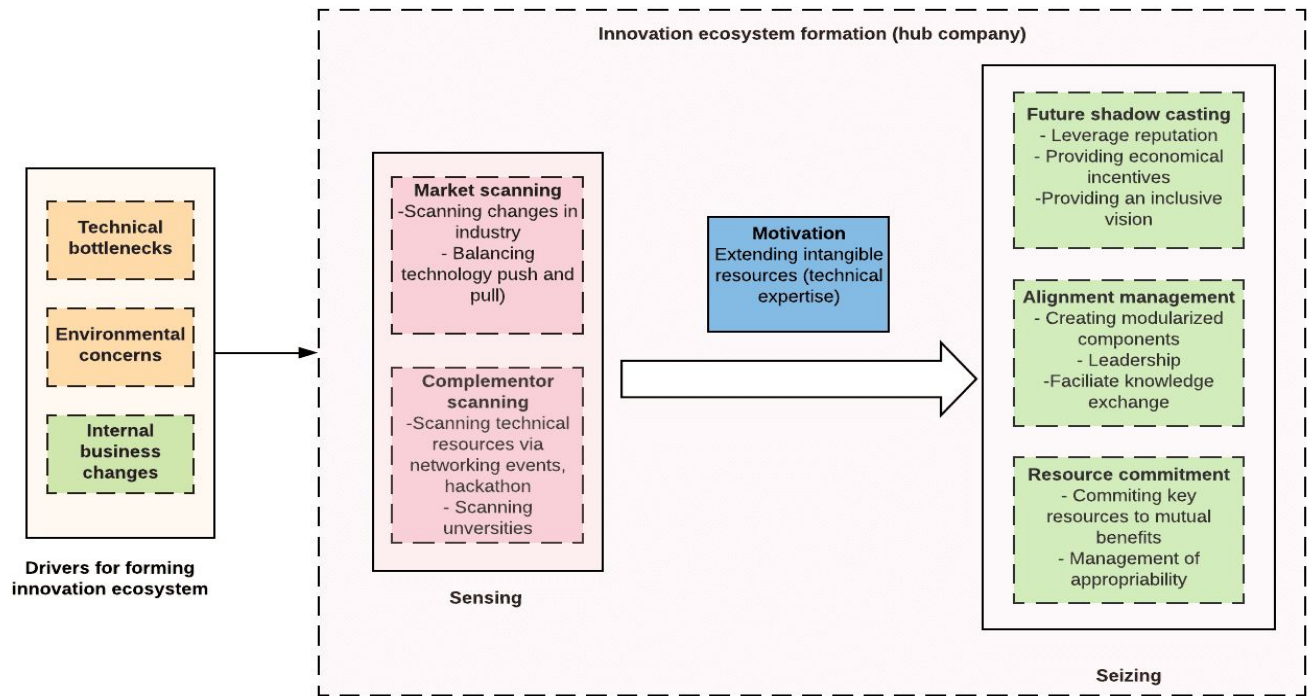 Innovation ecosystem formation (hub company)
Technical
bottlenecks
Environmental
concerns
Internal
business
changes
Drivers for forming
innovation ecosystem
Market scanning
-Scanning changes in
industry
- Balancing
technology push and
pull)
Complementor
scanning
-Scanning technical
resources via
networking events,
hackathon
- Scanning
unversities
Sensing
Motivation
Extending intangible
resources (technical
expertise)
Future shadow casting
- Leverage reputation
- Providing economical
incentives
-Providing an inclusive
vision
Alignment management
- Creating modularized
components
- Leadership
-Faciliate knowledge
exchange
Resource commitment
- Commiting key
resources to mutual
benefits
- Management of
appropriability
Seizing